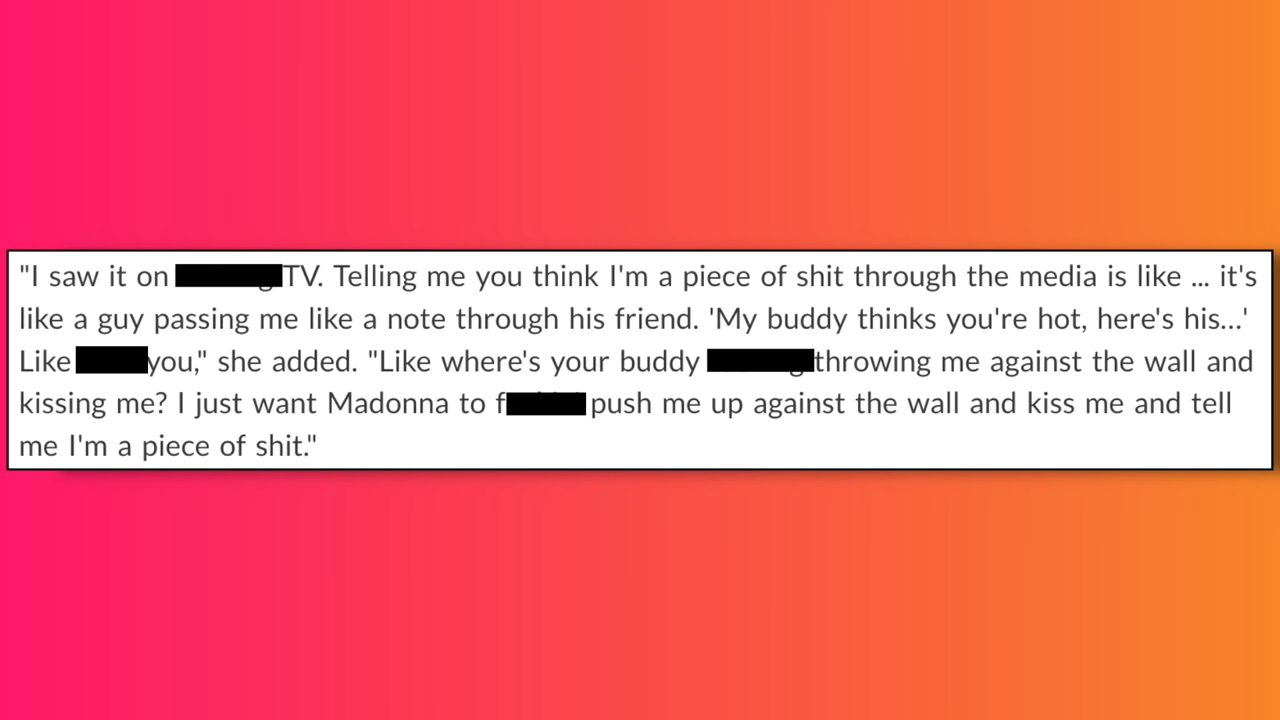 "I saw it on TV. Telling me you think I'm a piece of shit through the media is like ... it's
like a guy passing me like a note through his friend. 'My buddy thinks you're hot, here's his...'
Like you," she added. "Like where's your buddy throwing me against the wall and
kissing me? I just want Madonna to f push me up against the wall and kiss me and tell
me I'm a piece of shit."